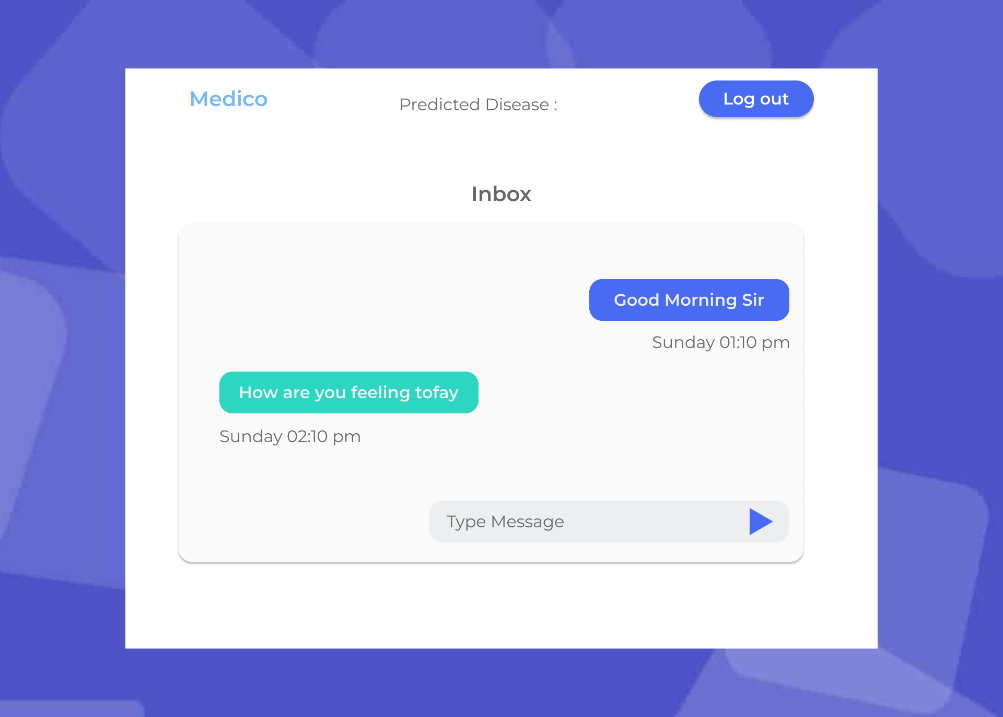 Medico
Predicted Disease :
Log out
Inbox
Good Morning Sir
Sunday 01:10 pm
How are you feeling tofay
Sunday 02:10 pm
Type Message